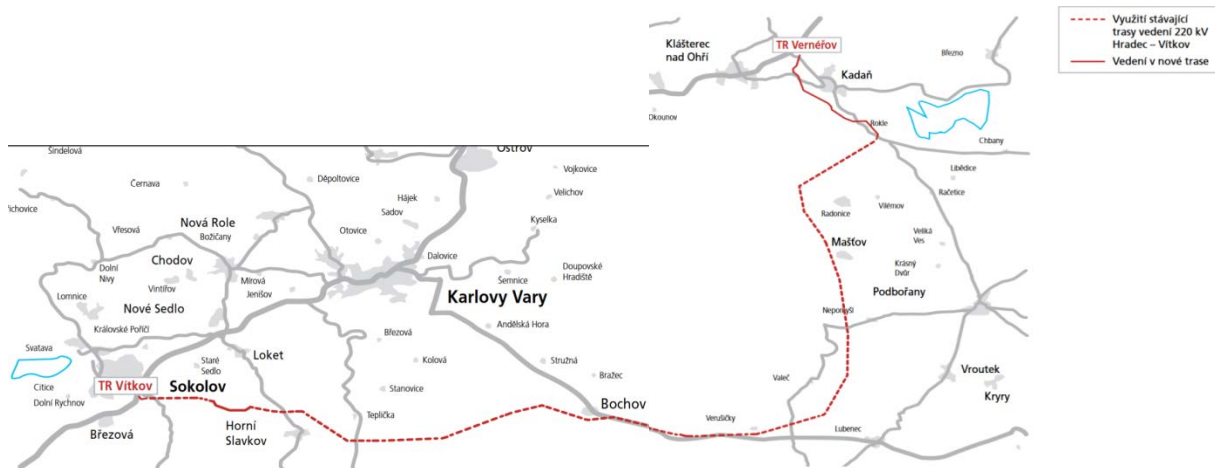 Využití stávající
trasy vedení 220 kV
Hradec – Vítkov
Vedení v nové trase
TR Vernéřov
Klášterec
nad Ohří
Kadaň
Březno
Okounov
Rokle
Chbany
Libědice
Račetice
Vilémov
Radonice
Veliká
Ves
Mašťov
Krásný
Dvůr
Podbořany
Nepomyšl
Vroutek
Kryry
Valeč
Lubenec
Verušičky
Šindelová
Ostrov
Vojkovice
Černava
Děpoltovice
Velichov
Hájek
Sadov
Kyselka
Nová Role
Božičany
Vřesová
Otovice
Dalovice
Chodov
Dolní
Nivy
Vintířov
Mírová
Jenišov
Šemnice
Doupovské
Hradiště
Karlovy Vary
Lomnice
Nové Sedlo
Královské Poříčí
Březová
Andělská Hora
Svatava
Staré
Sedlo
Loket
Kolová
Stružná
Bražec
TR Vítkov
Sokolov
Citice
Dolní Rychnov
Stanovice
Teplička
Bochov
Březová
Horní
Slavkov